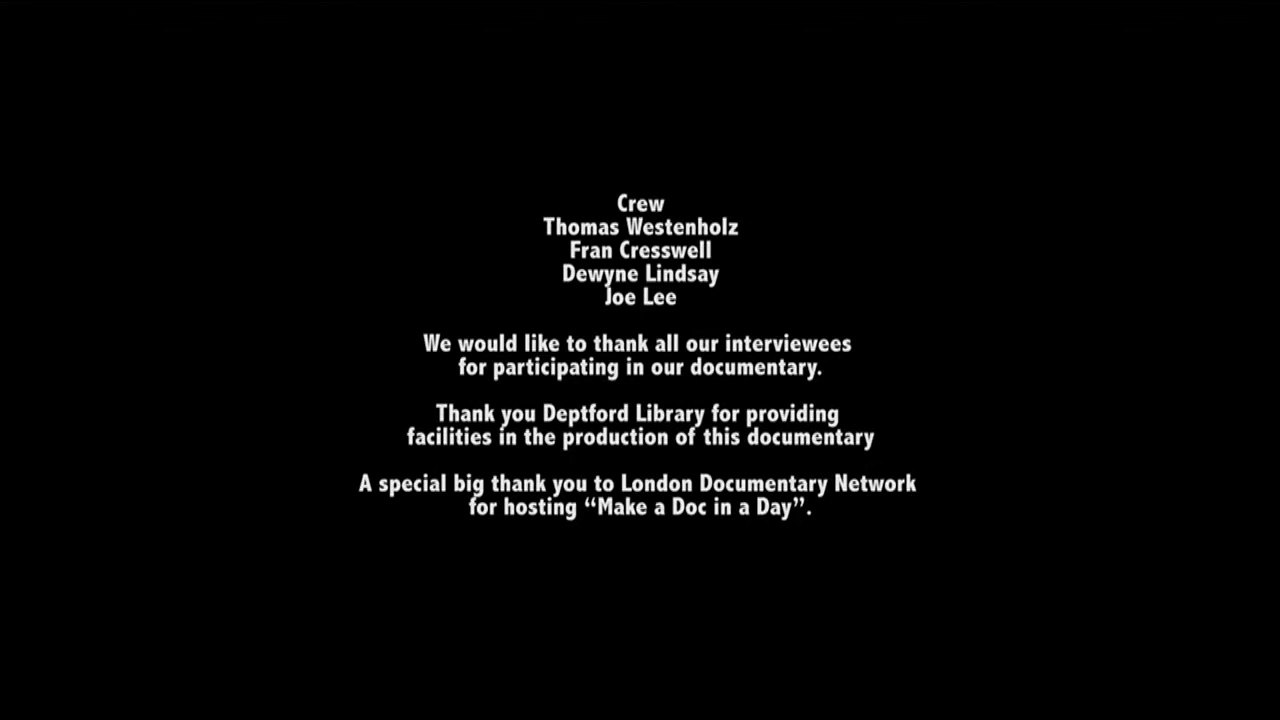 Crew
Thomas Westenholz
Fran Cresswell
Dewyne Lindsay
Joe Lee
We would like to thank all our interviewees
for participating in our documentary.
Thank you Deptford Library for providing
facilities in the production of this documentary
A special big thank you to London Documentary Network
for hosting “Make a Doc in a Day”.